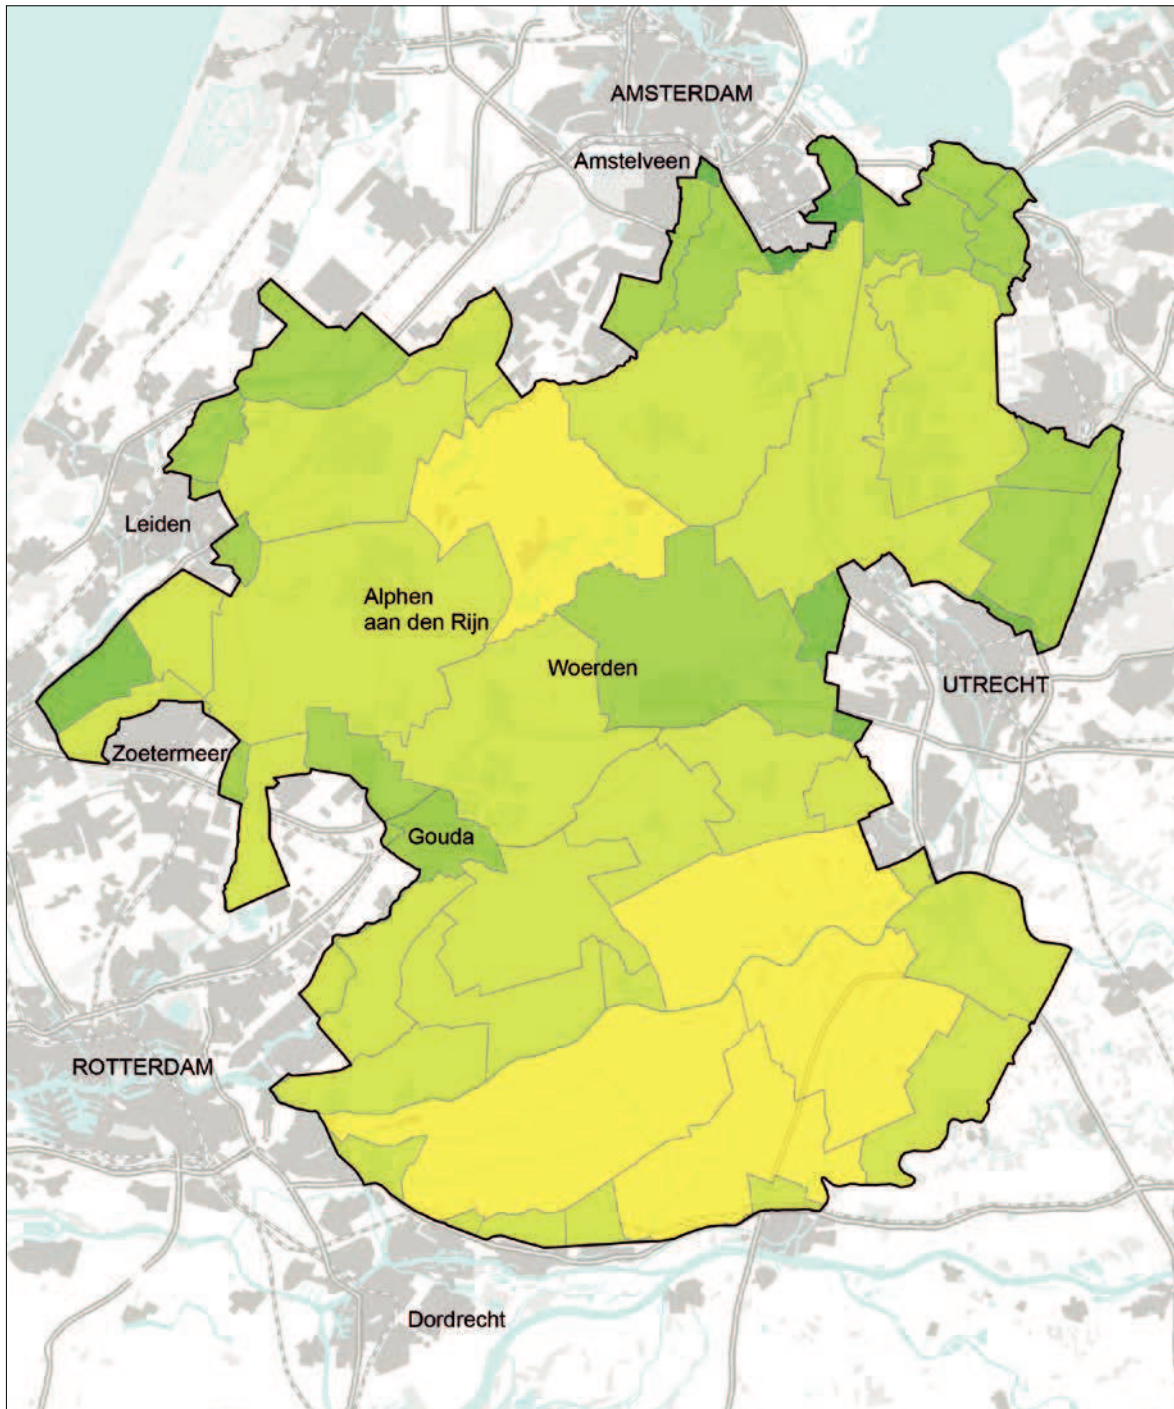 AMSTERDAM
Amstelveen
Leiden
Alphen
aan den Rijn
Woerden
UTRECHT
Zoetermeer
Gouda
ROTTERDAM
Dordrecht